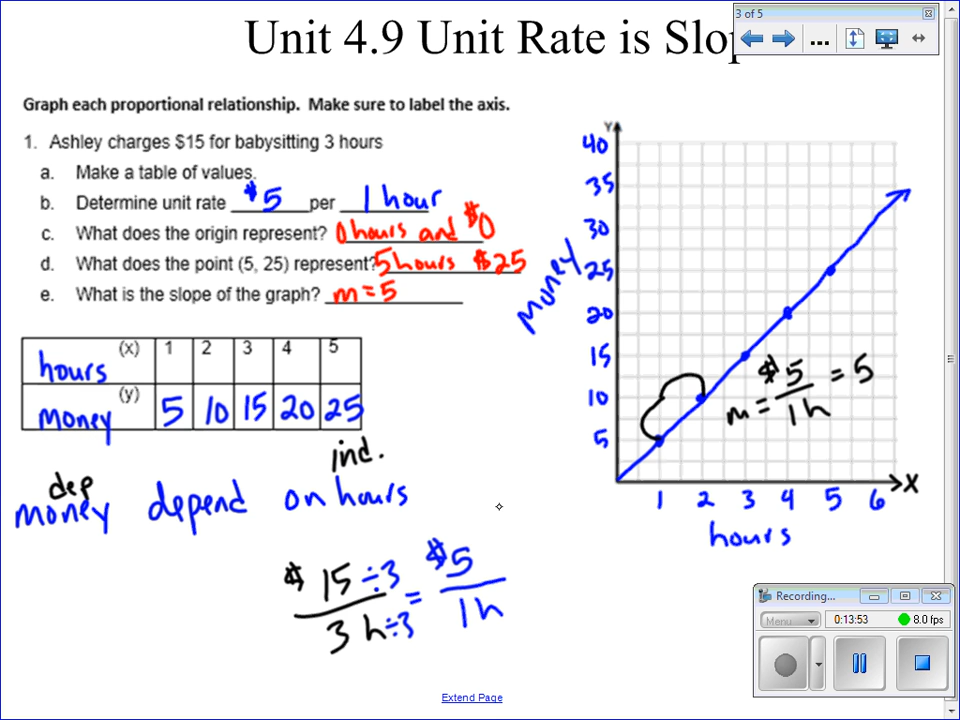 Unit 4.9 Unit Rate is Slop
3 of 5
...
Graph each proportional relationship. Make sure to label the axis.
1. Ashley charges $15 for babysitting 3 hours
a. Make a table of values.
b. Determine unit rate $5 per 1 hour
c. What does the origin represent? 0 hours and $0
d. What does the point (5, 25) represent? 5 hours $25
e. What is the slope of the graph? m = 5
hours (x) 1 2 3 4 5
money (y) 5 10 15 20 25
dep ind.
money depend on hours
$15 ÷3 / 3 h ÷3 = $5 / 1h
Y
40
35
30
25
20
15
10
5
money
m = $5 / 1h = 5
X
1 2 3 4 5 6
hours
Recording...
Menu
0:13:53
8.0 fps
Extend Page